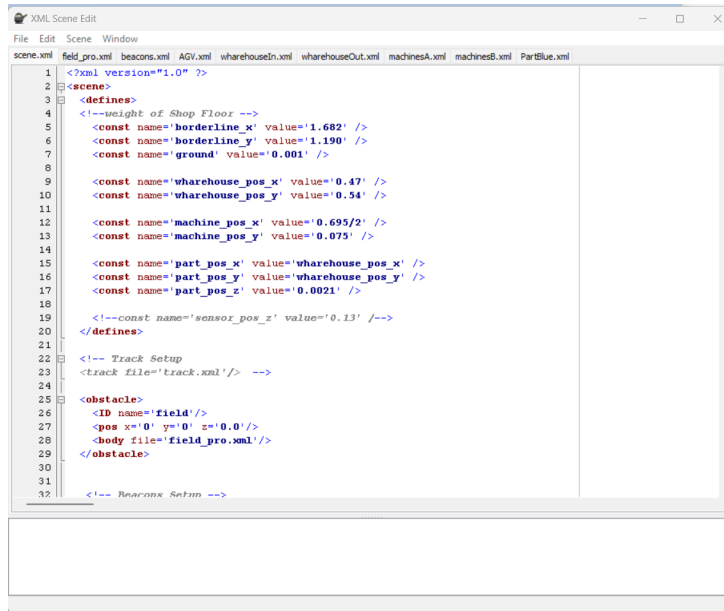 XML Scene Edit
File Edit Scene Window
scene.xml field_pro.xml beacons.xml AGV.xml wharehouseIn.xml wharehouseOut.xml machinesA.xml machinesB.xml PartBlue.xml
1 <?xml version="1.0" ?>
2 <scene>
3 <defines>
4 <!--weight of Shop Floor -->
5 <const name='borderline_x' value='1.682' />
6 <const name='borderline_y' value='1.190' />
7 <const name='ground' value='0.001' />
8
9 <const name='wharehouse_pos_x' value='0.47' />
10 <const name='wharehouse_pos_y' value='0.54' />
11
12 <const name='machine_pos_x' value='0.695/2' />
13 <const name='machine_pos_y' value='0.075' />
14
15 <const name='part_pos_x' value='wharehouse_pos_x' />
16 <const name='part_pos_y' value='wharehouse_pos_y' />
17 <const name='part_pos_z' value='0.0021' />
18
19 <!--const name='sensor_pos_z' value='0.13' /-->
20 </defines>
21
22 <!-- Track Setup
23 <track file='track.xml'/> -->
24
25 <obstacle>
26 <ID name='field'/>
27 <pos x='0' y='0' z='0.0'/>
28 <body file='field_pro.xml'/>
29 </obstacle>
30
31
32 <!-- Beacons Setup -->